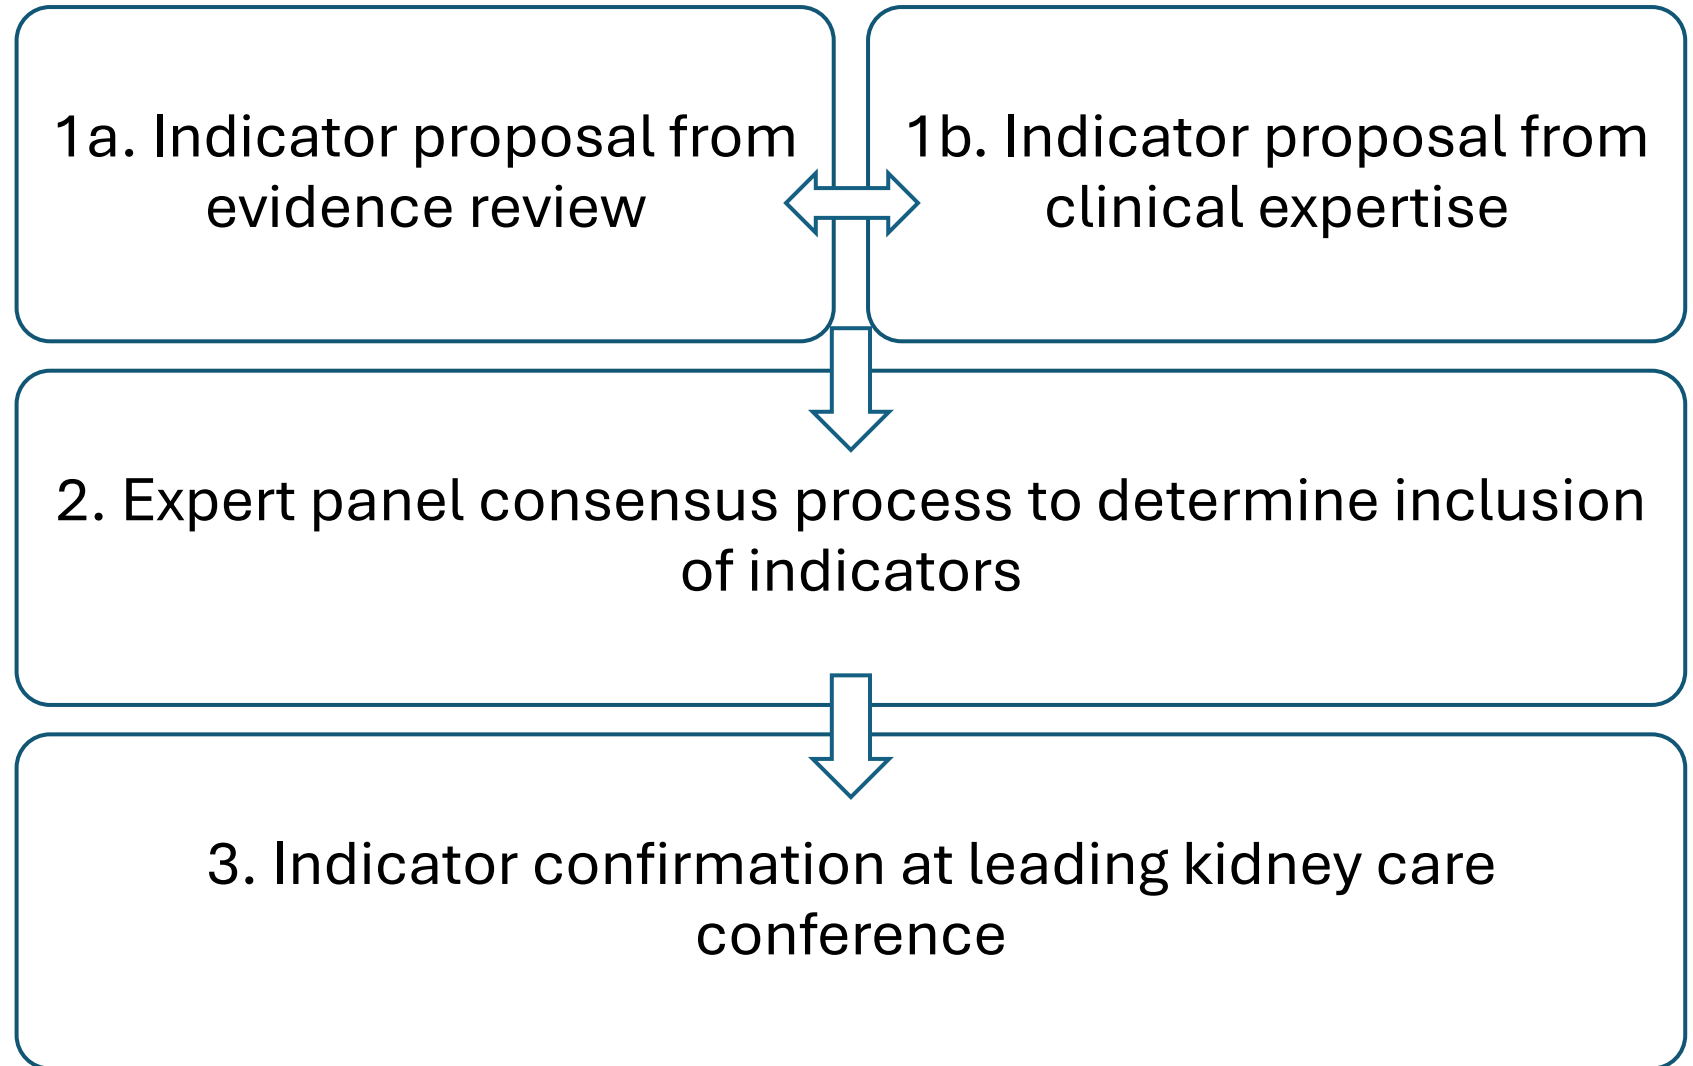 1a. Indicator proposal from
evidence review
1b. Indicator proposal from
clinical expertise
2. Expert panel consensus process to determine inclusion
of indicators
3. Indicator confirmation at leading kidney care
conference